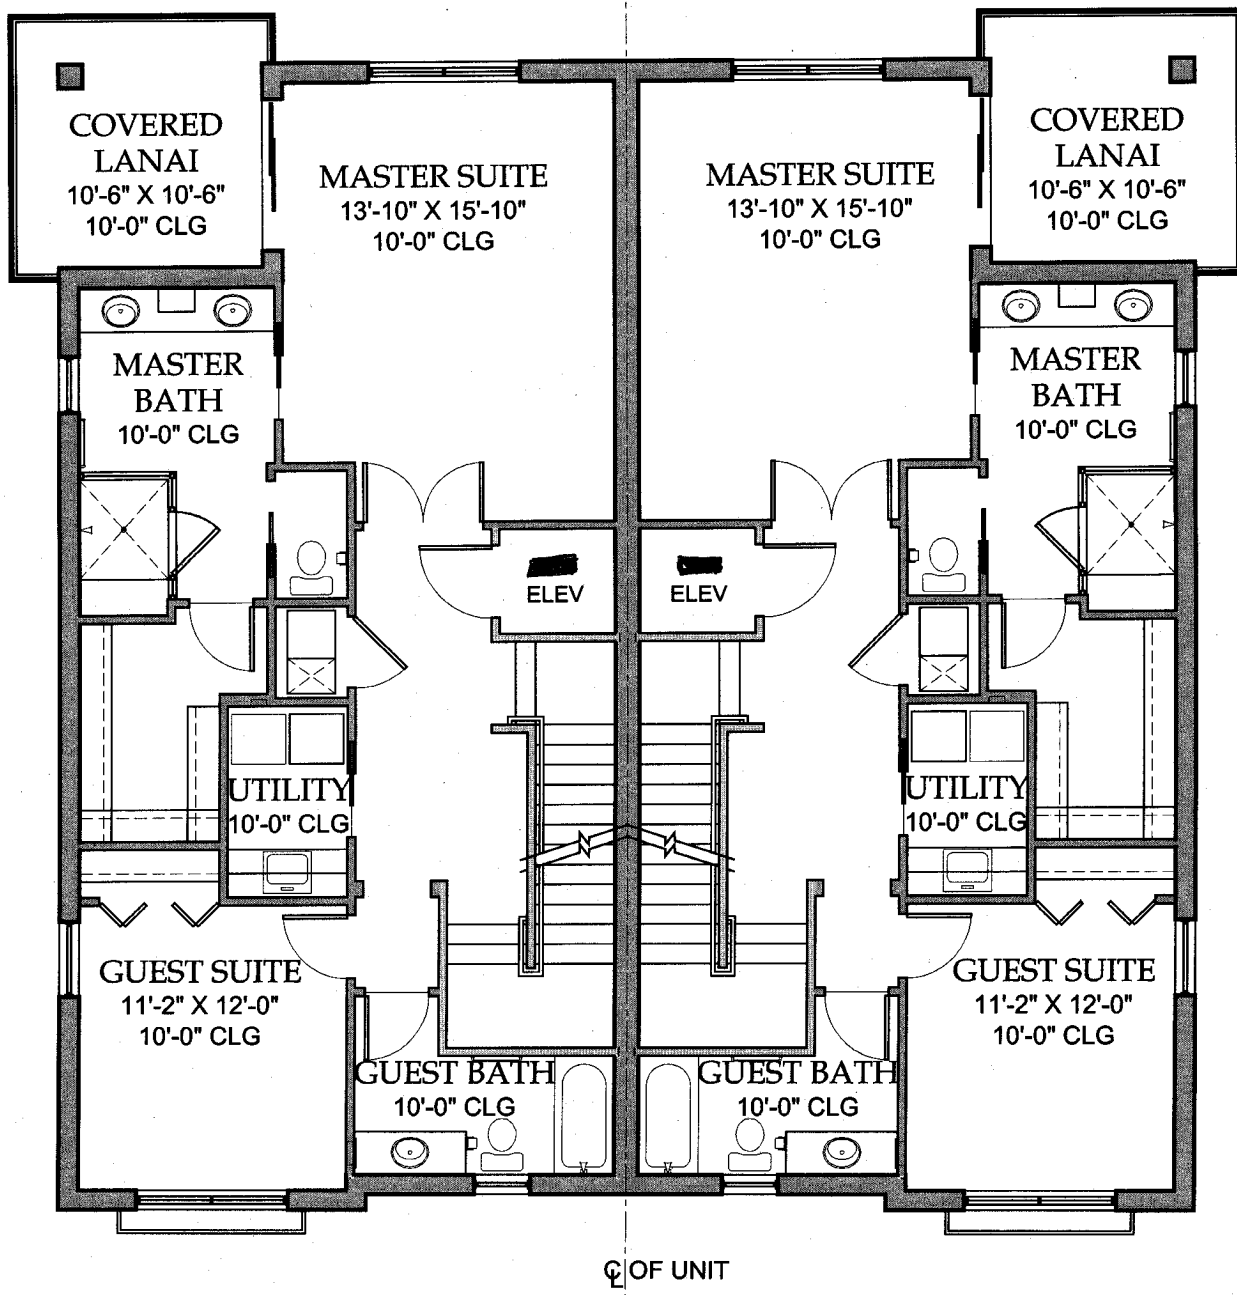 COVERED
LANAI
10'-6" X 10'-6"
10'-0" CLG
MASTER SUITE
13'-10" X 15'-10"
10'-0" CLG
MASTER SUITE
13'-10" X 15'-10"
10'-0" CLG
COVERED
LANAI
10'-6" X 10'-6"
10'-0" CLG
MASTER
BATH
10'-0" CLG
MASTER
BATH
10'-0" CLG
ELEV
ELEV
UTILITY
10'-0" CLG
UTILITY
10'-0" CLG
GUEST SUITE
11'-2" X 12'-0"
10'-0" CLG
GUEST SUITE
11'-2" X 12'-0"
10'-0" CLG
GUEST BATH
10'-0" CLG
GUEST BATH
10'-0" CLG
℄ OF UNIT